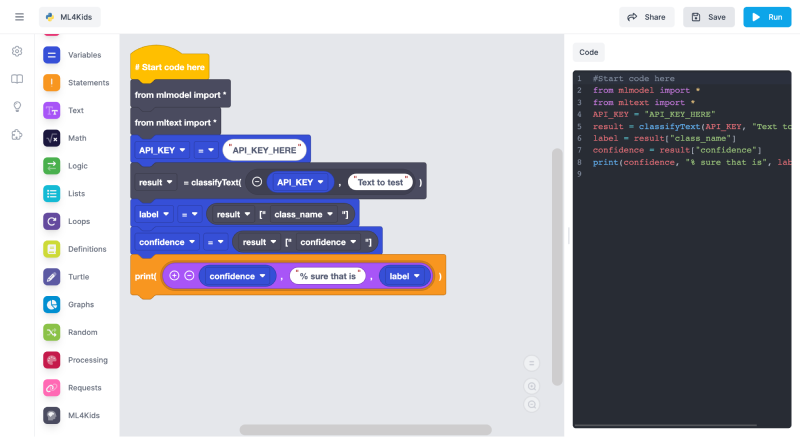 ML4Kids
Share
Save
Run
Variables
Statements
Text
Math
Logic
Lists
Loops
Definitions
Turtle
Graphs
Random
Processing
Requests
ML4Kids
# Start code here
from mlmodel import *
from mltext import *
API_KEY = "API_KEY_HERE"
result = classifyText( API_KEY , "Text to test" )
label = result [" class_name "]
confidence = result [" confidence "]
print( confidence , "% sure that is" , label )
Code
1 #Start code here
2 from mlmodel import *
3 from mltext import *
4 API_KEY = "API_KEY_HERE"
5 result = classifyText(API_KEY, "Text to
6 label = result["class_name"]
7 confidence = result["confidence"]
8 print(confidence, "% sure that is", lab
9